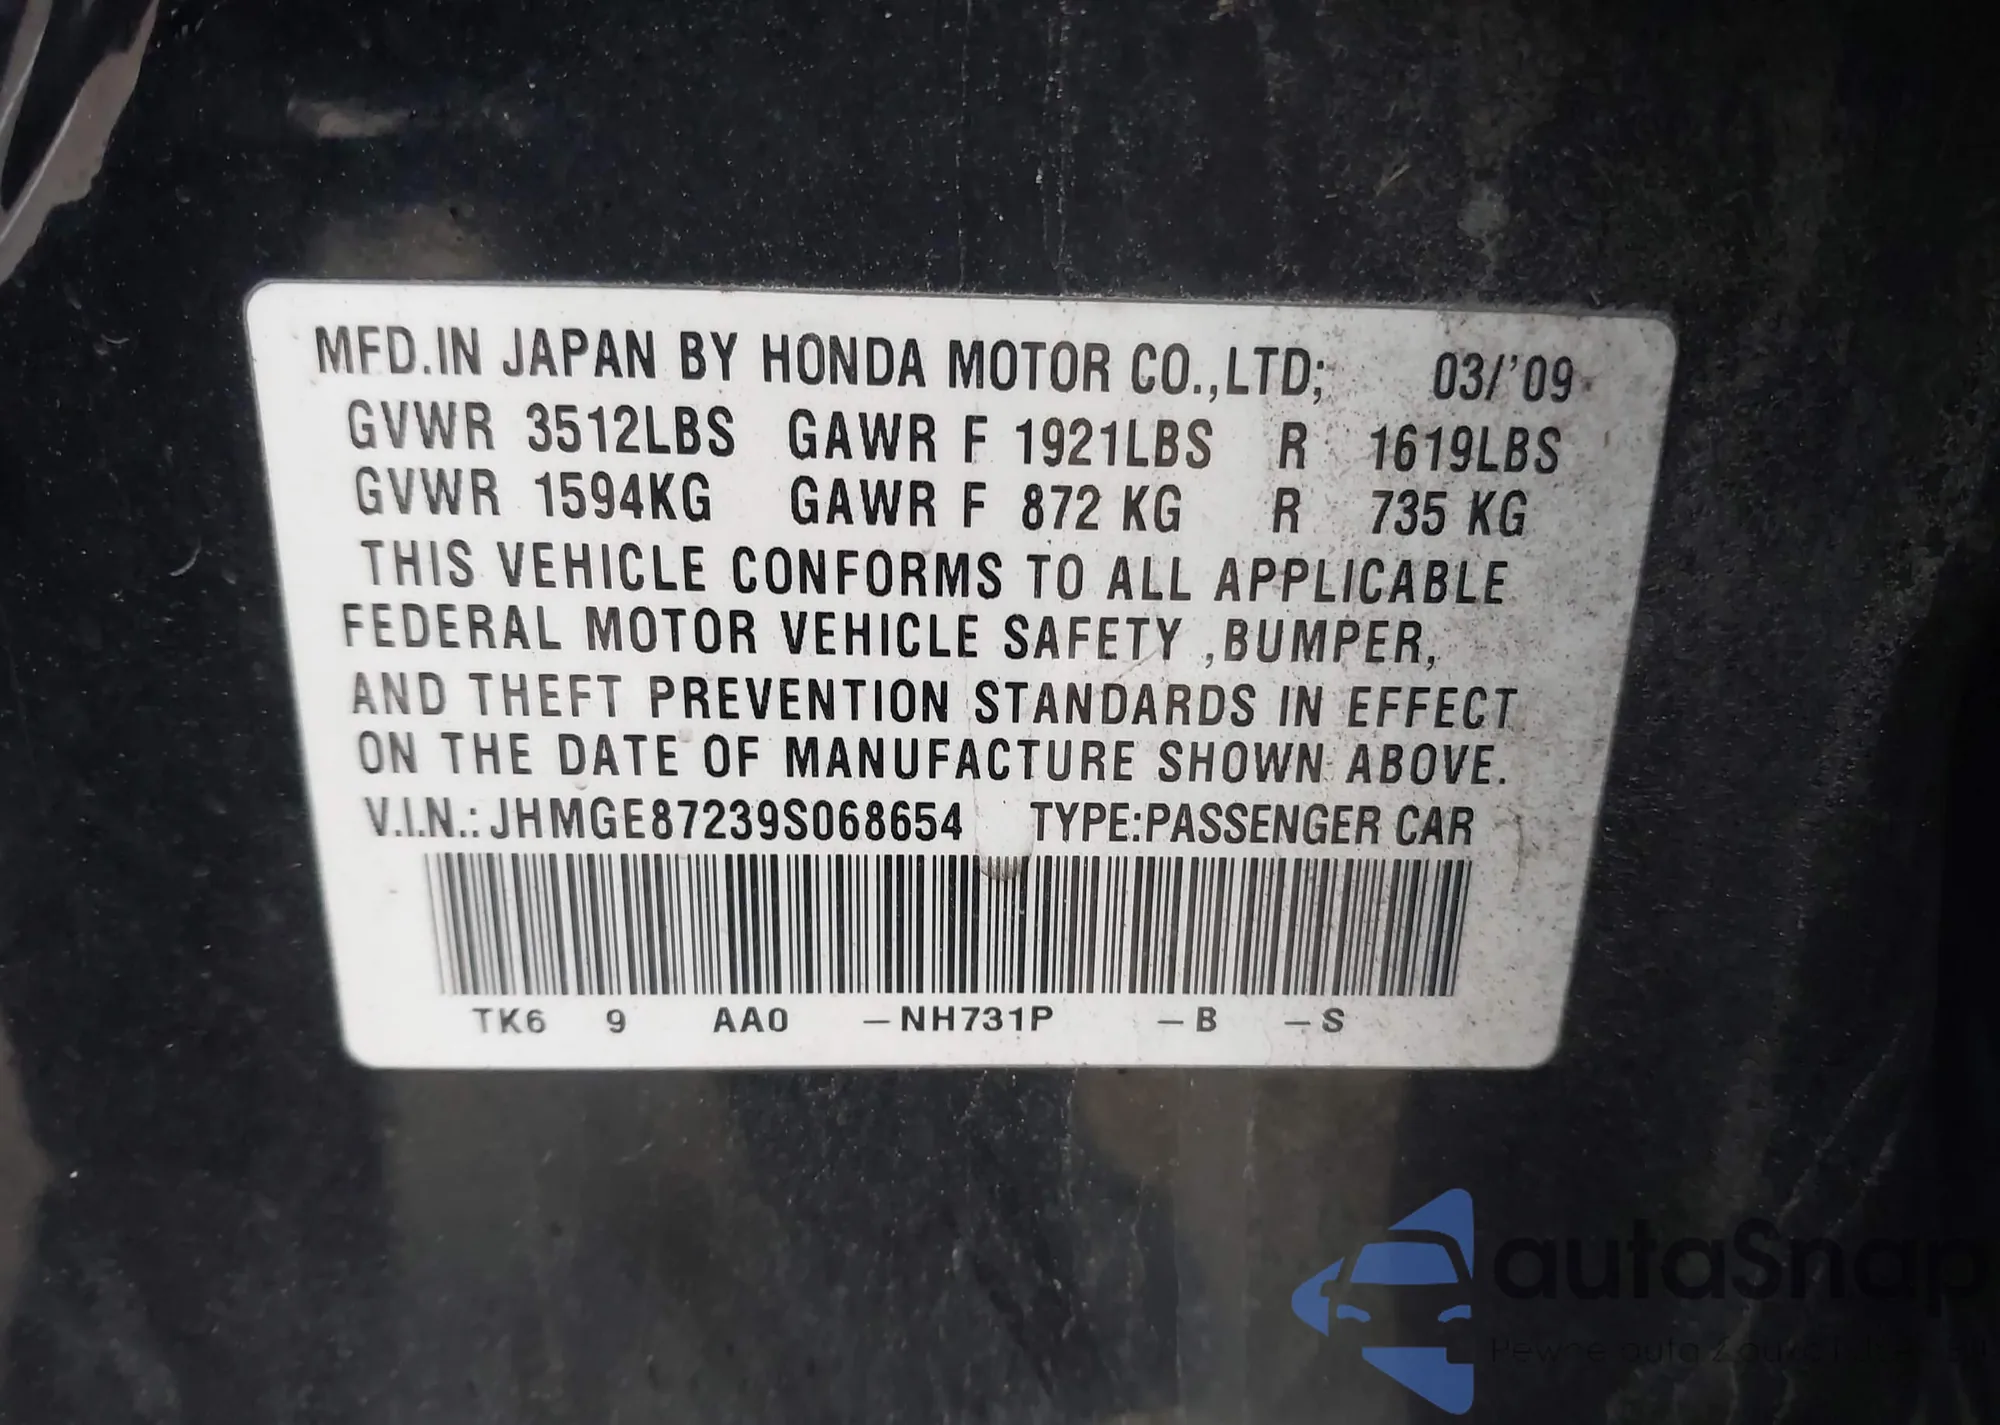 MFD.IN JAPAN BY HONDA MOTOR CO.,LTD; 03/'09
GVWR 3512LBS GAWR F 1921LBS R 1619LBS
GVWR 1594KG GAWR F 872 KG R 735 KG
THIS VEHICLE CONFORMS TO ALL APPLICABLE
FEDERAL MOTOR VEHICLE SAFETY ,BUMPER,
AND THEFT PREVENTION STANDARDS IN EFFECT
ON THE DATE OF MANUFACTURE SHOWN ABOVE.
V.I.N.: JHMGE87239S068654 TYPE:PASSENGER CAR
TK6 9 AA0 –NH731P –B –S
autaSnap
Pewne auta